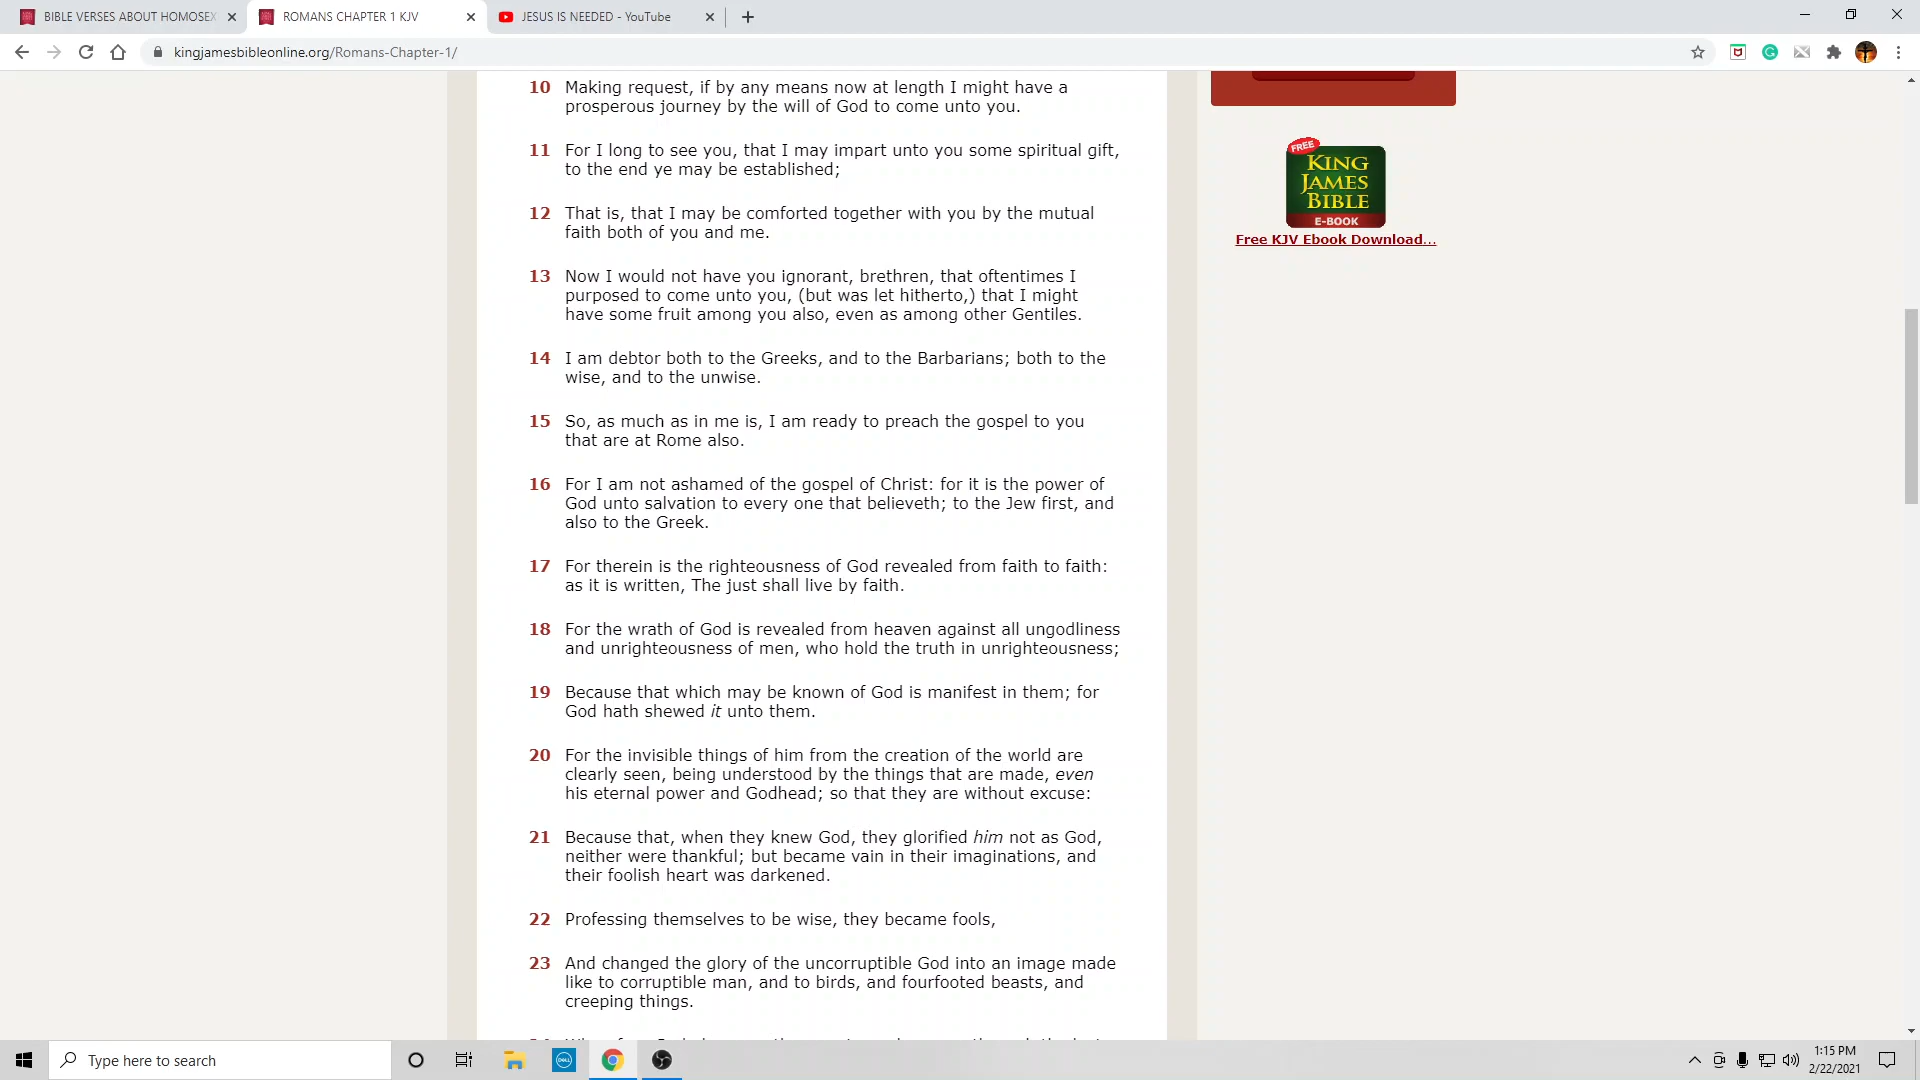 BIBLE VERSES ABOUT HOMOSEX
ROMANS CHAPTER 1 KJV
JESUS IS NEEDED - YouTube
kingjamesbibleonline.org/Romans-Chapter-1/
10 Making request, if by any means now at length I might have a
prosperous journey by the will of God to come unto you.
11 For I long to see you, that I may impart unto you some spiritual gift,
to the end ye may be established;
12 That is, that I may be comforted together with you by the mutual
faith both of you and me.
13 Now I would not have you ignorant, brethren, that oftentimes I
purposed to come unto you, (but was let hitherto,) that I might
have some fruit among you also, even as among other Gentiles.
14 I am debtor both to the Greeks, and to the Barbarians; both to the
wise, and to the unwise.
15 So, as much as in me is, I am ready to preach the gospel to you
that are at Rome also.
16 For I am not ashamed of the gospel of Christ: for it is the power of
God unto salvation to every one that believeth; to the Jew first, and
also to the Greek.
17 For therein is the righteousness of God revealed from faith to faith:
as it is written, The just shall live by faith.
18 For the wrath of God is revealed from heaven against all ungodliness
and unrighteousness of men, who hold the truth in unrighteousness;
19 Because that which may be known of God is manifest in them; for
God hath shewed it unto them.
20 For the invisible things of him from the creation of the world are
clearly seen, being understood by the things that are made, even
his eternal power and Godhead; so that they are without excuse:
21 Because that, when they knew God, they glorified him not as God,
neither were thankful; but became vain in their imaginations, and
their foolish heart was darkened.
22 Professing themselves to be wise, they became fools,
23 And changed the glory of the uncorruptible God into an image made
like to corruptible man, and to birds, and fourfooted beasts, and
creeping things.
FREE
KING
JAMES
BIBLE
E-BOOK
Free KJV Ebook Download...
Type here to search
DELL
1:15 PM
2/22/2021